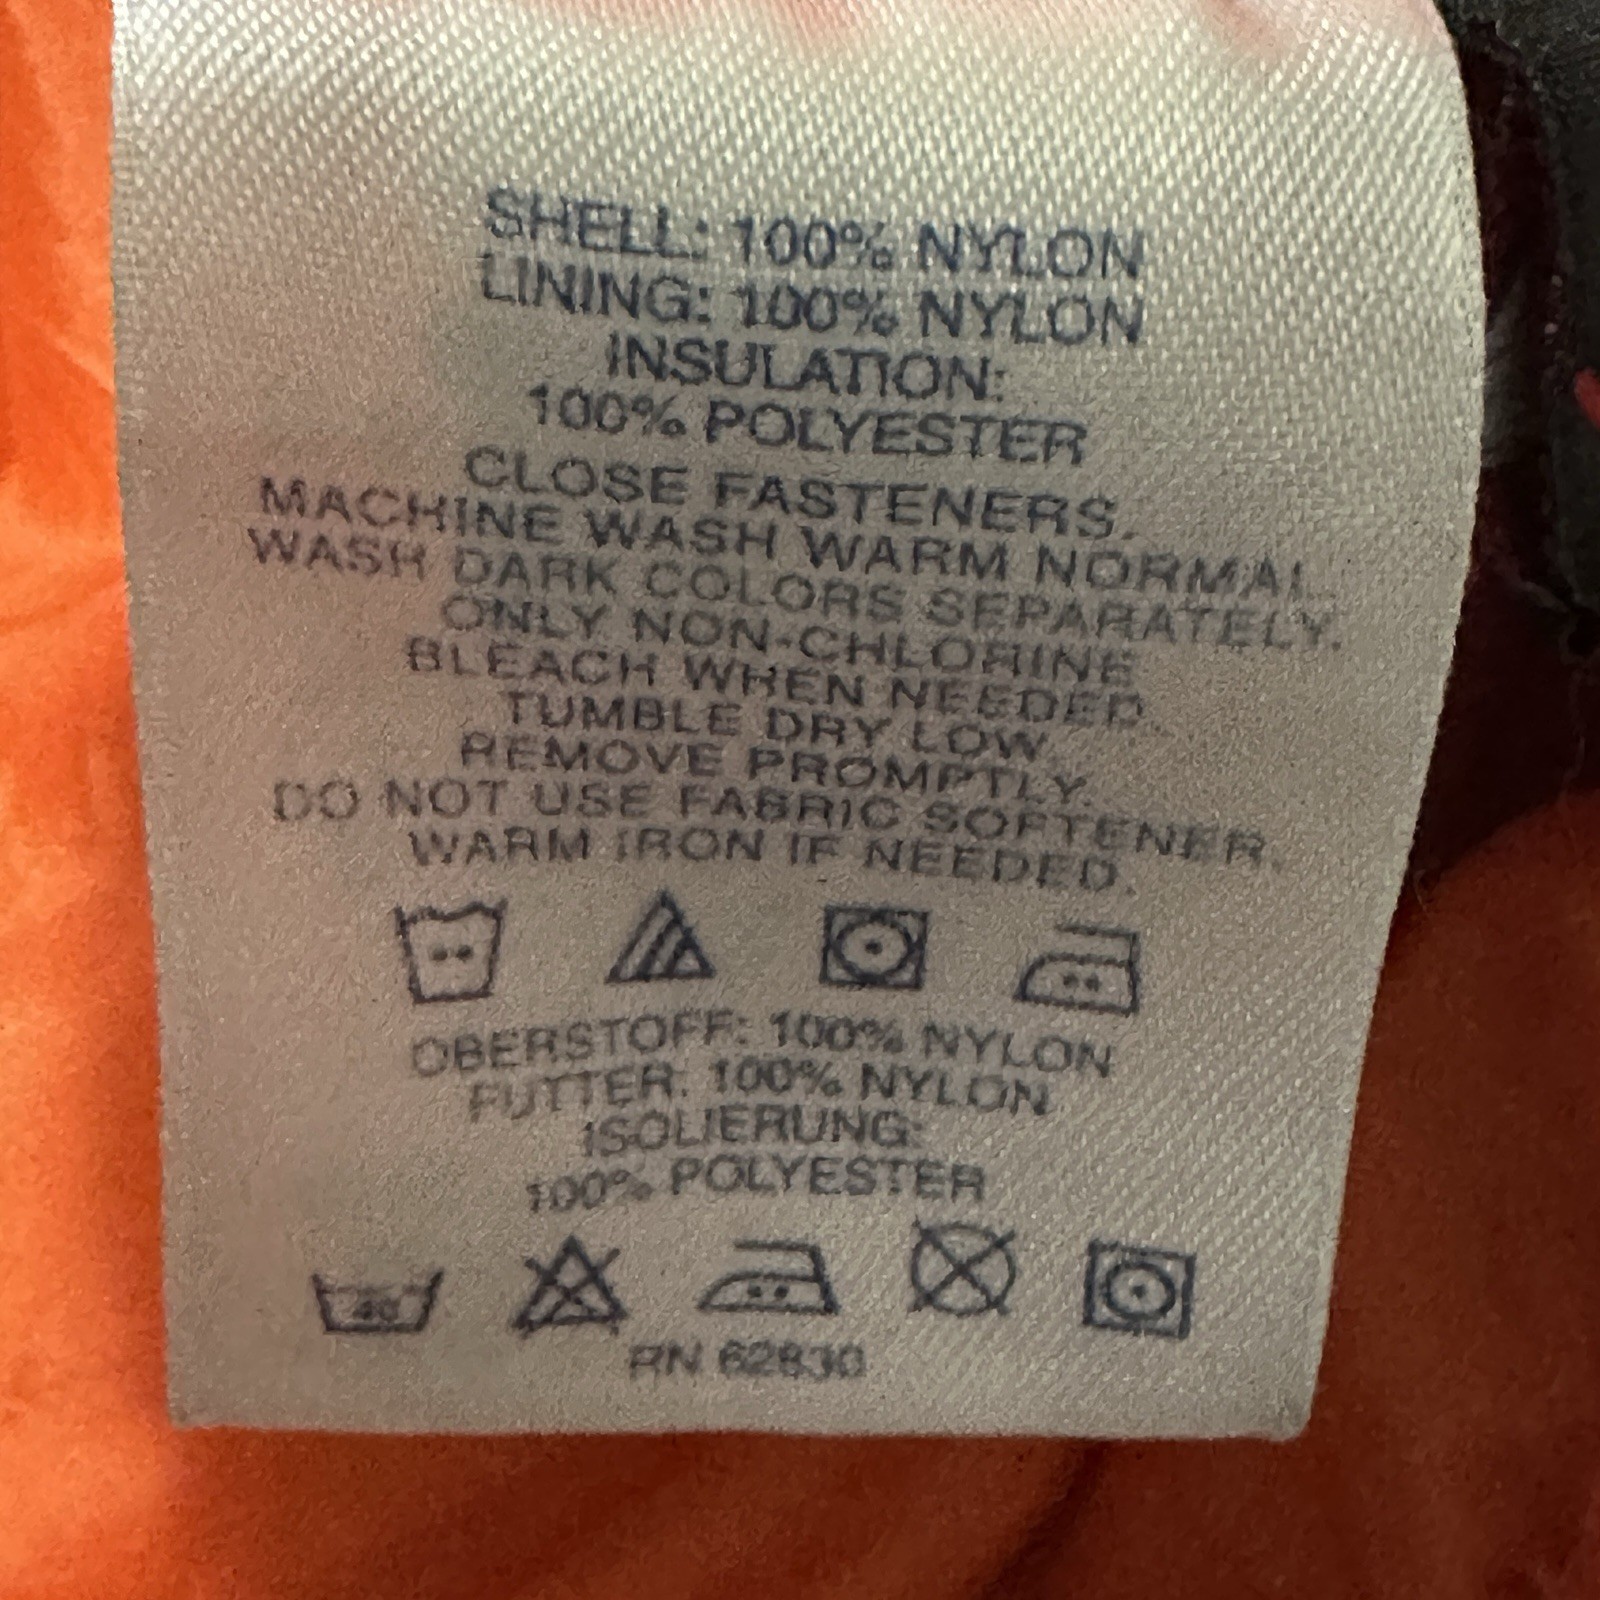 SHELL: 100% NYLON
LINING: 100% NYLON
INSULATION:
100% POLYESTER
CLOSE FASTENERS.
MACHINE WASH WARM NORMAL.
WASH DARK COLORS SEPARATELY.
ONLY NON-CHLORINE
BLEACH WHEN NEEDED.
TUMBLE DRY LOW.
REMOVE PROMPTLY.
DO NOT USE FABRIC SOFTENER.
WARM IRON IF NEEDED.
OBERSTOFF: 100% NYLON
FUTTER: 100% NYLON
ISOLIERUNG:
100% POLYESTER
40
RN 62830